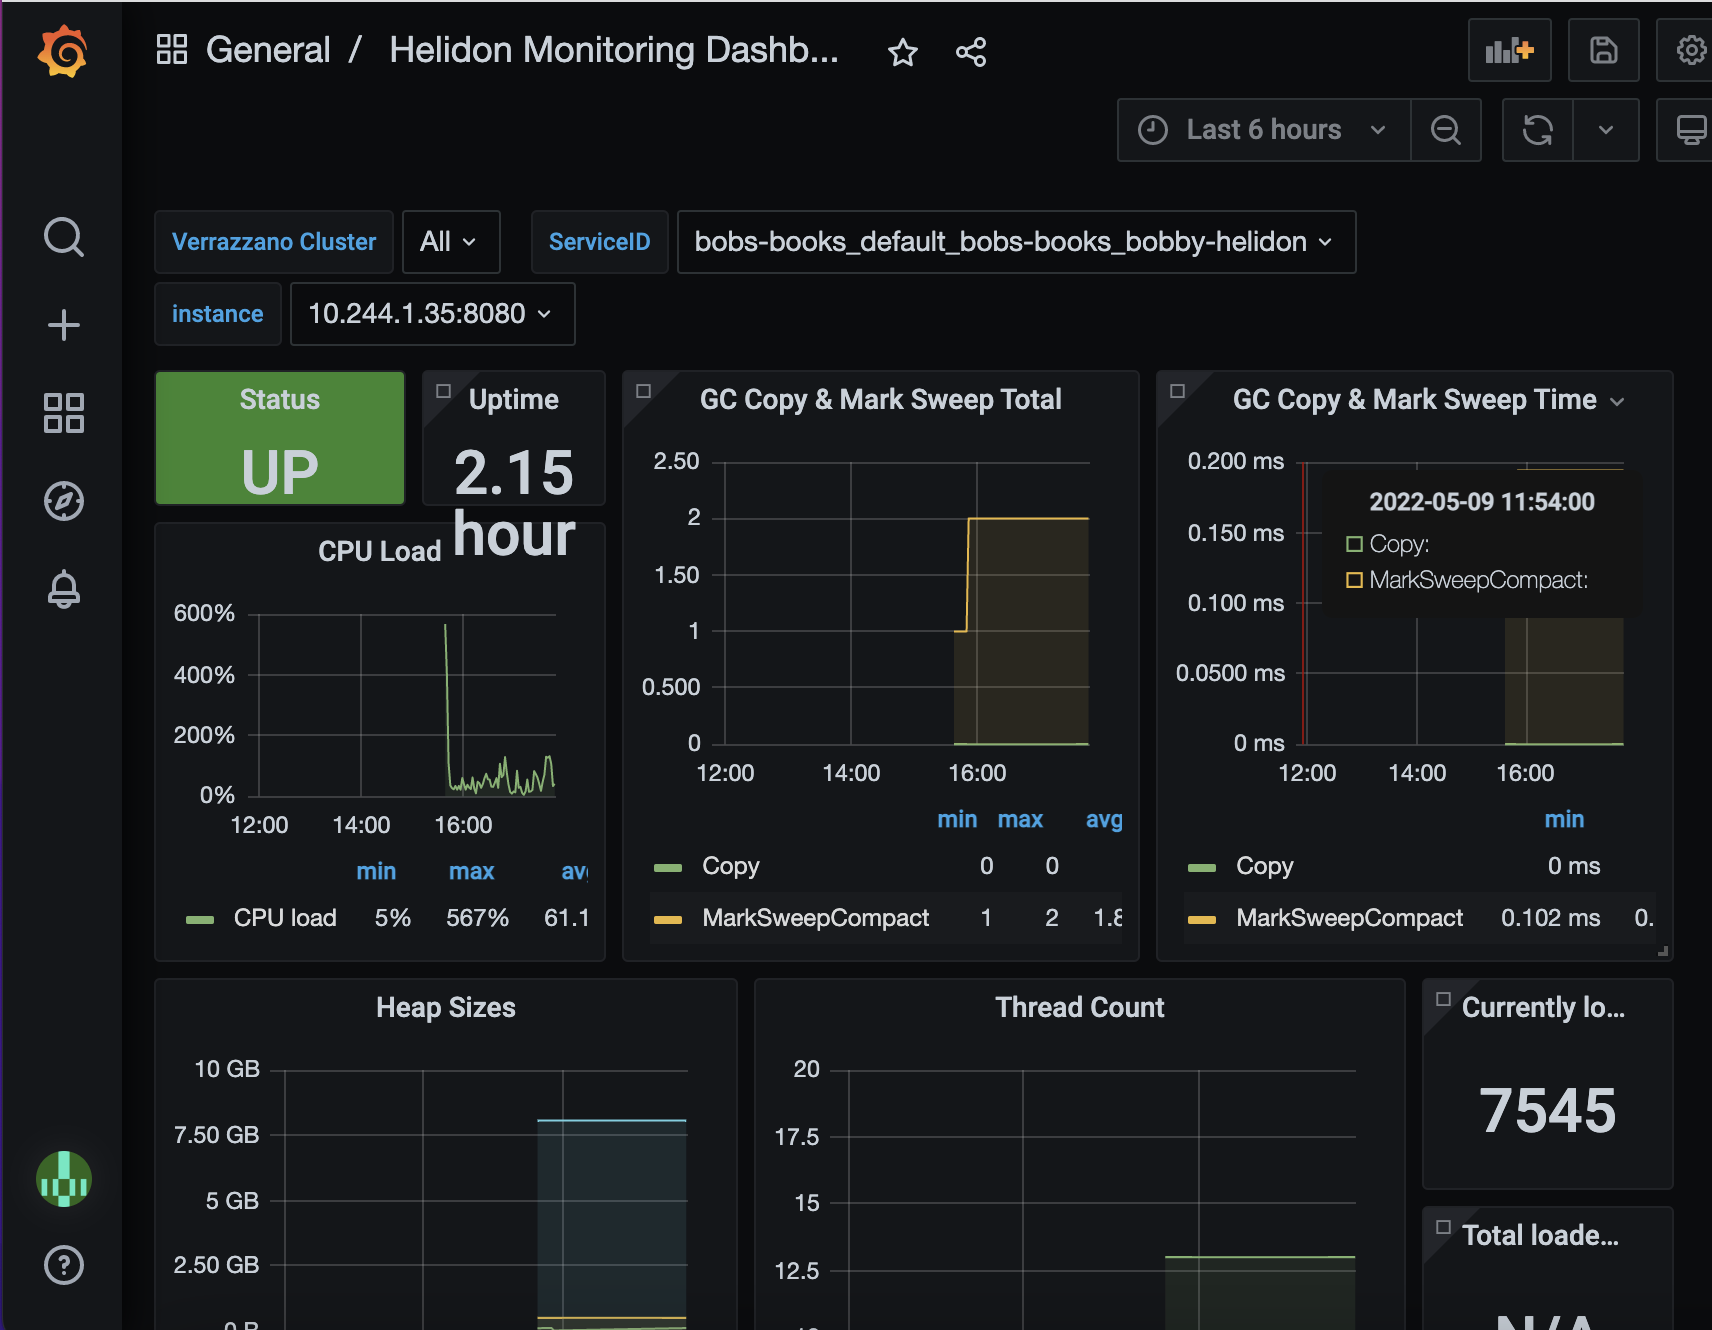 General / Helidon Monitoring Dashb...
Last 6 hours
Verrazzano Cluster All ServiceID bobs-books_default_bobs-books_bobby-helidon
instance 10.244.1.35:8080
Status
UP
Uptime
2.15
hour
CPU Load
600%
400%
200%
0%
12:00 14:00 16:00
min max
CPU load 5% 567% 61.1
GC Copy & Mark Sweep Total
2.50
2
1.50
1
0.500
0
12:00 14:00 16:00
min max avg
Copy 0 0
MarkSweepCompact 1 2 1.8
GC Copy & Mark Sweep Time
0.200 ms
0.150 ms
0.100 ms
0.0500 ms
0 ms
2022-05-09 11:54:00
Copy:
MarkSweepCompact:
12:00 14:00 16:00
min
Copy 0 ms
MarkSweepCompact 0.102 ms 0.
Heap Sizes
10 GB
7.50 GB
5 GB
2.50 GB
0 B
Thread Count
20
17.5
15
12.5
Currently lo...
7545
Total loade...
N/A